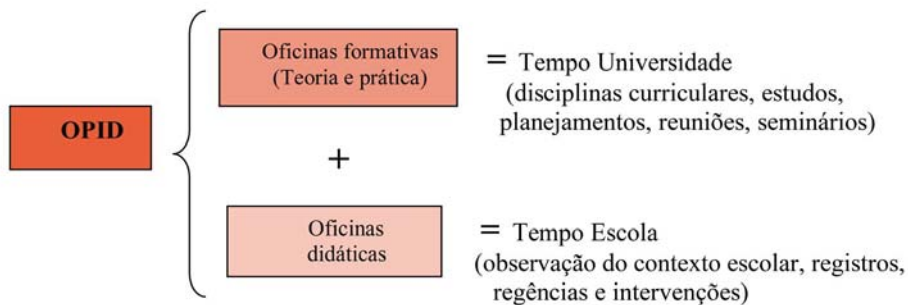 OPID
Oficinas formativas
(Teoria e prática)
= Tempo Universidade
(disciplinas curriculares, estudos,
planejamentos, reuniões, seminários)
+
Oficinas
didáticas
= Tempo Escola
(observação do contexto escolar, registros,
regências e intervenções)